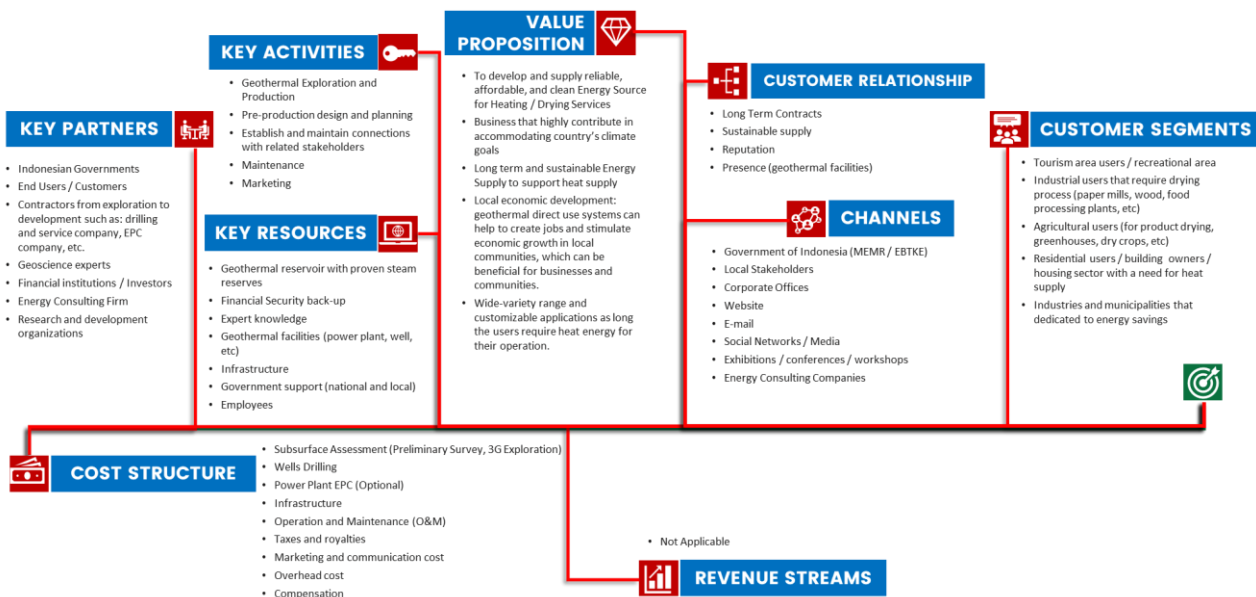 KEY PARTNERS
• Indonesian Governments
• End Users / Customers
• Contractors from exploration to
development such as: drilling
and service company, EPC
company, etc.
• Geoscience experts
• Financial institutions / Investors
• Energy Consulting Firm
• Research and development
organizations
KEY ACTIVITIES
• Geothermal Exploration and
Production
• Pre-production design and planning
• Establish and maintain connections
with related stakeholders
• Maintenance
• Marketing
KEY RESOURCES
• Geothermal reservoir with proven steam
reserves
• Financial Security back-up
• Expert knowledge
• Geothermal facilities (power plant, well,
etc)
• Infrastructure
• Government support (national and local)
• Employees
VALUE
PROPOSITION
• To develop and supply reliable,
affordable, and clean Energy Source
for Heating / Drying Services
• Business that highly contribute in
accommodating country's climate
goals
• Long term and sustainable Energy
Supply to support heat supply
• Local economic development:
geothermal direct use systems can
help to create jobs and stimulate
economic growth in local
communities, which can be
beneficial for businesses and
communities.
• Wide-variety range and
customizable applications as long
the users require heat energy for
their operation.
CUSTOMER RELATIONSHIP
• Long Term Contracts
• Sustainable supply
• Reputation
• Presence (geothermal facilities)
CHANNELS
• Government of Indonesia (MEMR / EBTKE)
• Local Stakeholders
• Corporate Offices
• Website
• E-mail
• Social Networks / Media
• Exhibitions / conferences / workshops
• Energy Consulting Companies
CUSTOMER SEGMENTS
• Tourism area users / recreational area
• Industrial users that require drying
process (paper mills, wood, food
processing plants, etc)
• Agricultural users (for product drying,
greenhouses, dry crops, etc)
• Residential users / building owners /
housing sector with a need for heat
supply
• Industries and municipalities that
dedicated to energy savings
COST STRUCTURE
• Subsurface Assessment (Preliminary Survey, 3G Exploration)
• Wells Drilling
• Power Plant EPC (Optional)
• Infrastructure
• Operation and Maintenance (O&M)
• Taxes and royalties
• Marketing and communication cost
• Overhead cost
• Compensation
• Not Applicable
REVENUE STREAMS